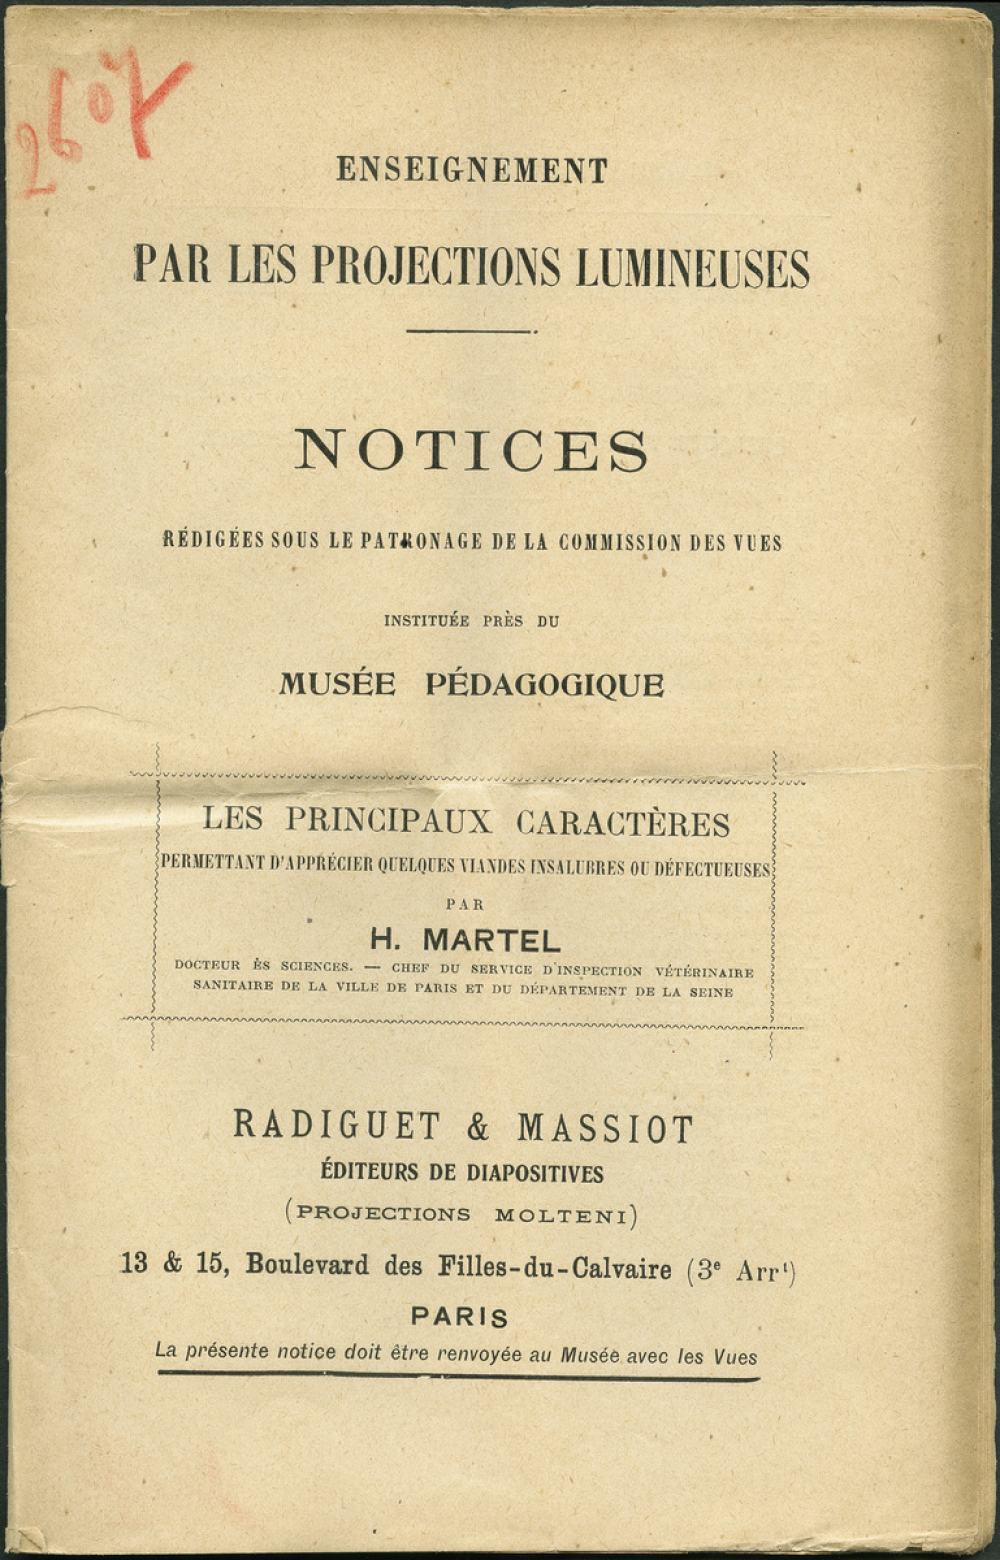 2607
ENSEIGNEMENT
PAR LES PROJECTIONS LUMINEUSES
NOTICES
RÉDIGÉES SOUS LE PATRONAGE DE LA COMMISSION DES VUES
INSTITUÉE PRÈS DU
MUSÉE PÉDAGOGIQUE
LES PRINCIPAUX CARACTÈRES
PERMETTANT D'APPRÉCIER QUELQUES VIANDES INSALUBRES OU DÉFECTUEUSES
PAR
H. MARTEL
DOCTEUR ÈS SCIENCES. — CHEF DU SERVICE D'INSPECTION VÉTÉRINAIRE
SANITAIRE DE LA VILLE DE PARIS ET DU DÉPARTEMENT DE LA SEINE
RADIGUET & MASSIOT
ÉDITEURS DE DIAPOSITIVES
(PROJECTIONS MOLTENI)
13 & 15, Boulevard des Filles-du-Calvaire (3e Arrt)
PARIS
La présente notice doit être renvoyée au Musée avec les Vues